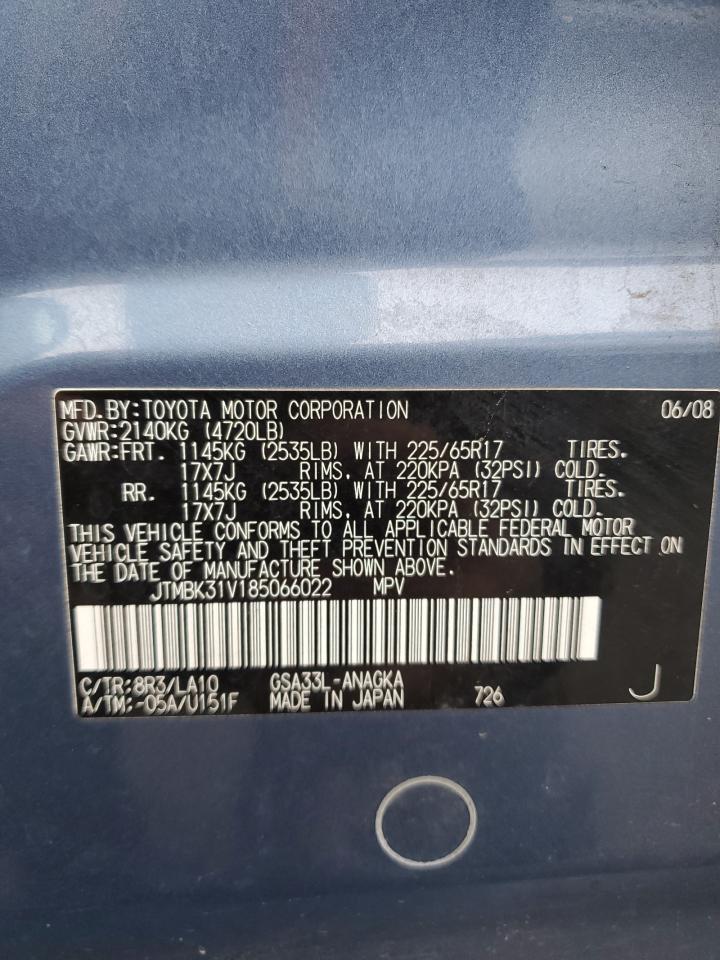 MFD.BY:TOYOTA MOTOR CORPORATION 06/08
GVWR:2140KG (4720LB)
GAWR:FRT. 1145KG (2535LB) WITH 225/65R17 TIRES.
17X7J RIMS, AT 220KPA (32PSI) COLD.
RR. 1145KG (2535LB) WITH 225/65R17 TIRES.
17X7J RIMS, AT 220KPA (32PSI) COLD.
THIS VEHICLE CONFORMS TO ALL APPLICABLE FEDERAL MOTOR
VEHICLE SAFETY AND THEFT PREVENTION STANDARDS IN EFFECT ON
THE DATE OF MANUFACTURE SHOWN ABOVE.
JTMBK31V185066022 MPV
C/TR:8R3/LA10 GSA33L-ANAGKA
A/TM:-05A/U151F MADE IN JAPAN 726 J